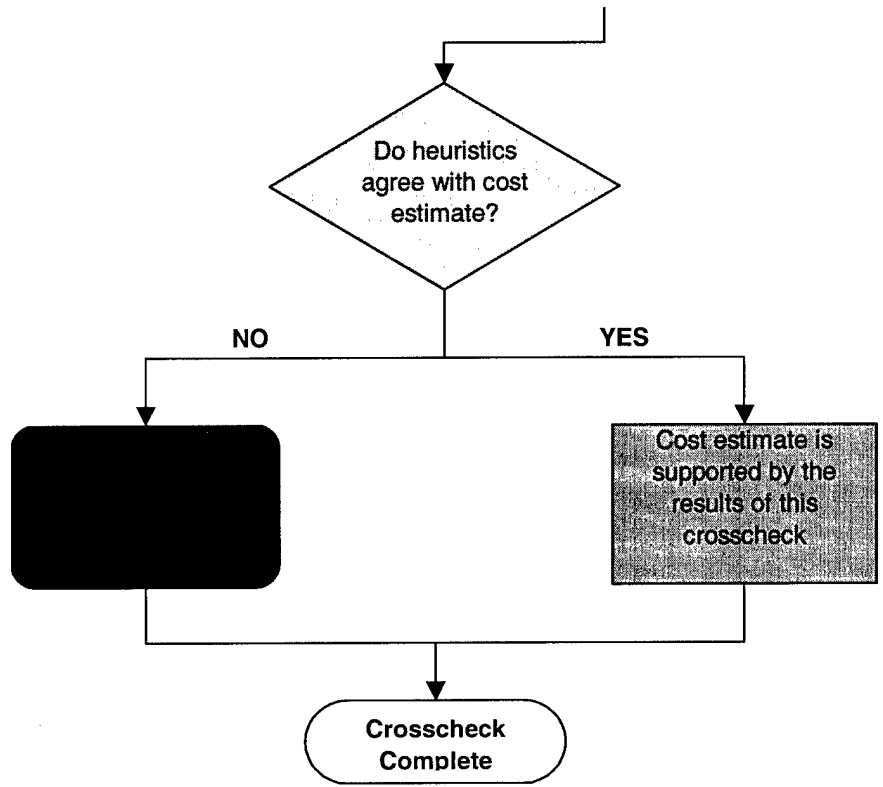 Do heuristics
agree with cost
estimate?
NO
YES
Cost estimate is
supported by the
results of this
crosscheck
Crosscheck
Complete